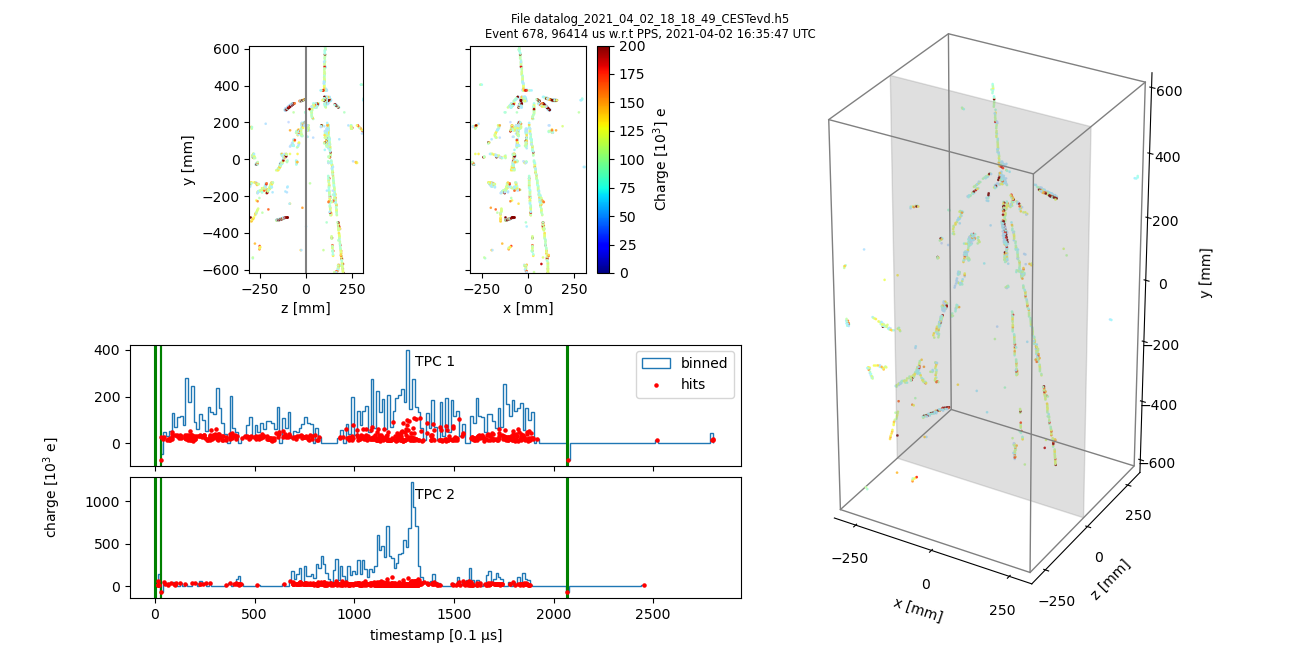 File datalog_2021_04_02_18_18_49_CESTevd.h5
Event 678, 96414 us w.r.t PPS, 2021-04-02 16:35:47 UTC
600
400
200
0
−200
−400
−600
y [mm]
−250 0 250
z [mm]
−250 0 250
x [mm]
200
175
150
125
100
75
50
25
0
Charge [10³] e
600
400
200
0
−200
−400
−600
y [mm]
−250
0
250
x [mm]
−250
0
250
z [mm]
TPC 1
binned
hits
400
200
0
TPC 2
1000
500
0
charge [10³ e]
0 500 1000 1500 2000 2500
timestamp [0.1 µs]